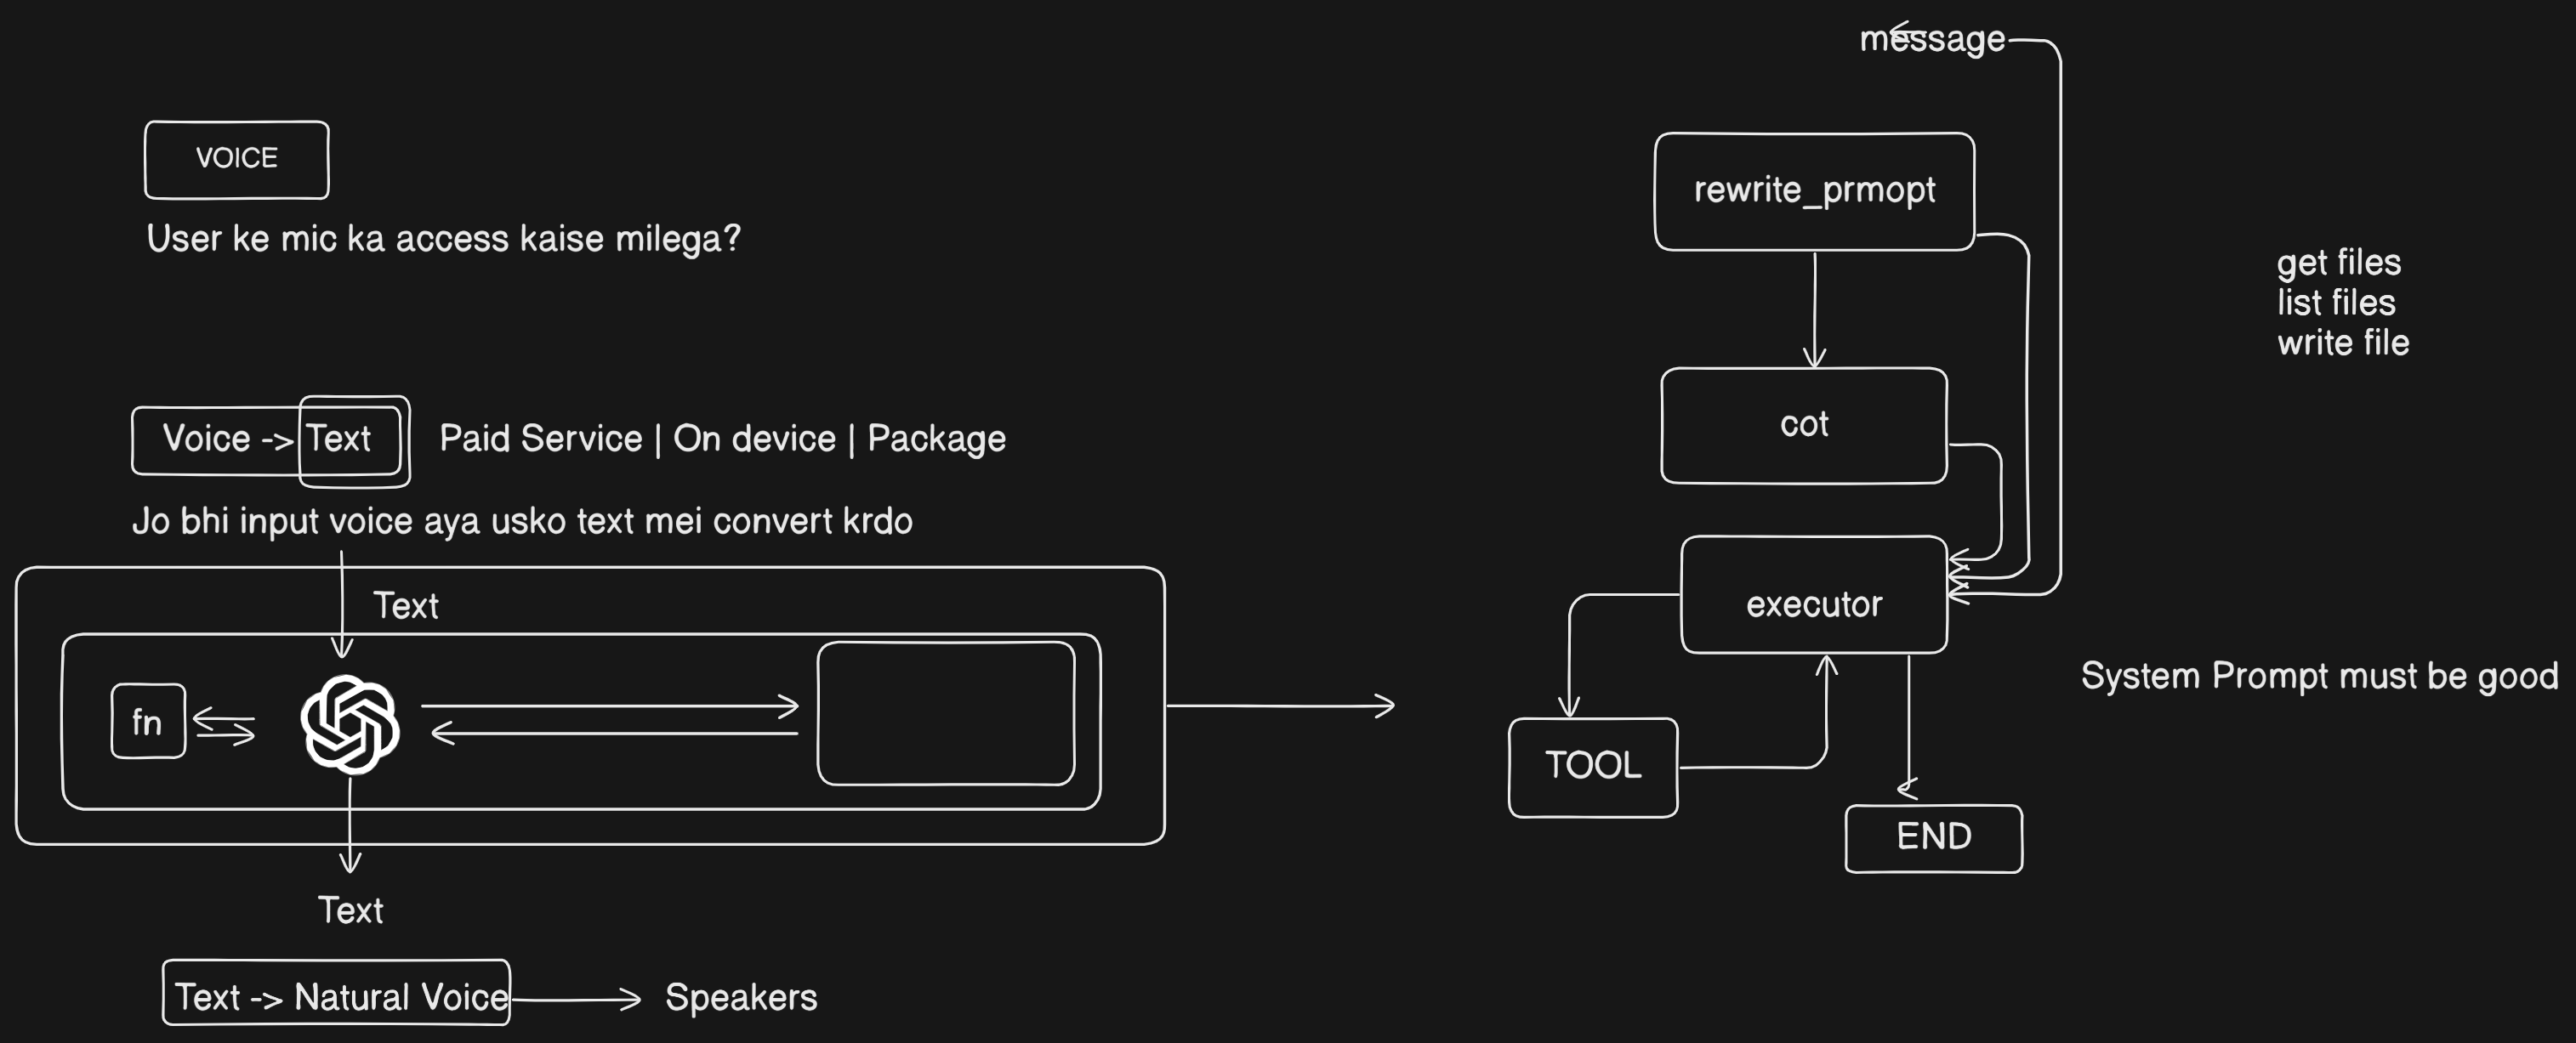 VOICE
User ke mic ka access kaise milega?
Voice -> Text
Paid Service | On device | Package
Jo bhi input voice aya usko text mei convert krdo
Text
fn
Text
Text -> Natural Voice
Speakers
message
rewrite_prmopt
cot
executor
TOOL
END
get files
list files
write file
System Prompt must be good